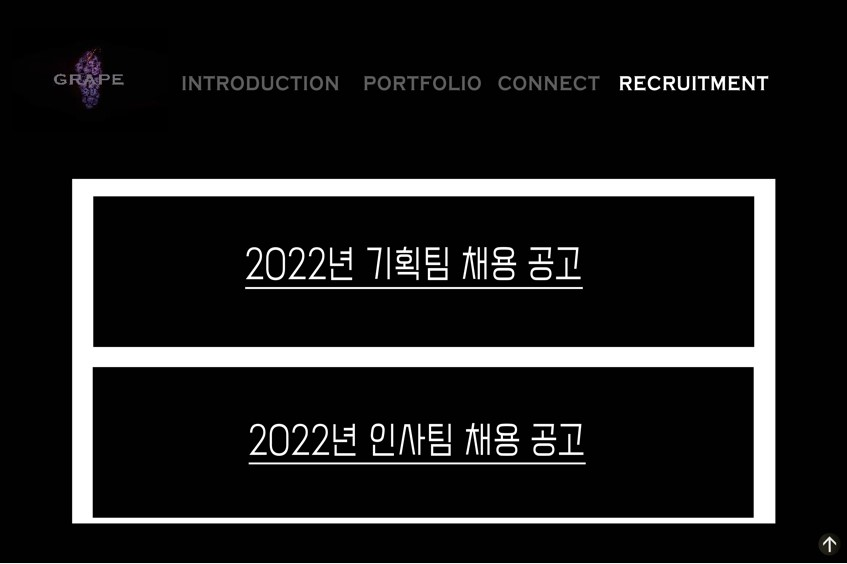 GRAPE
INTRODUCTION PORTFOLIO CONNECT RECRUITMENT
2022년 기획팀 채용 공고
2022년 인사팀 채용 공고